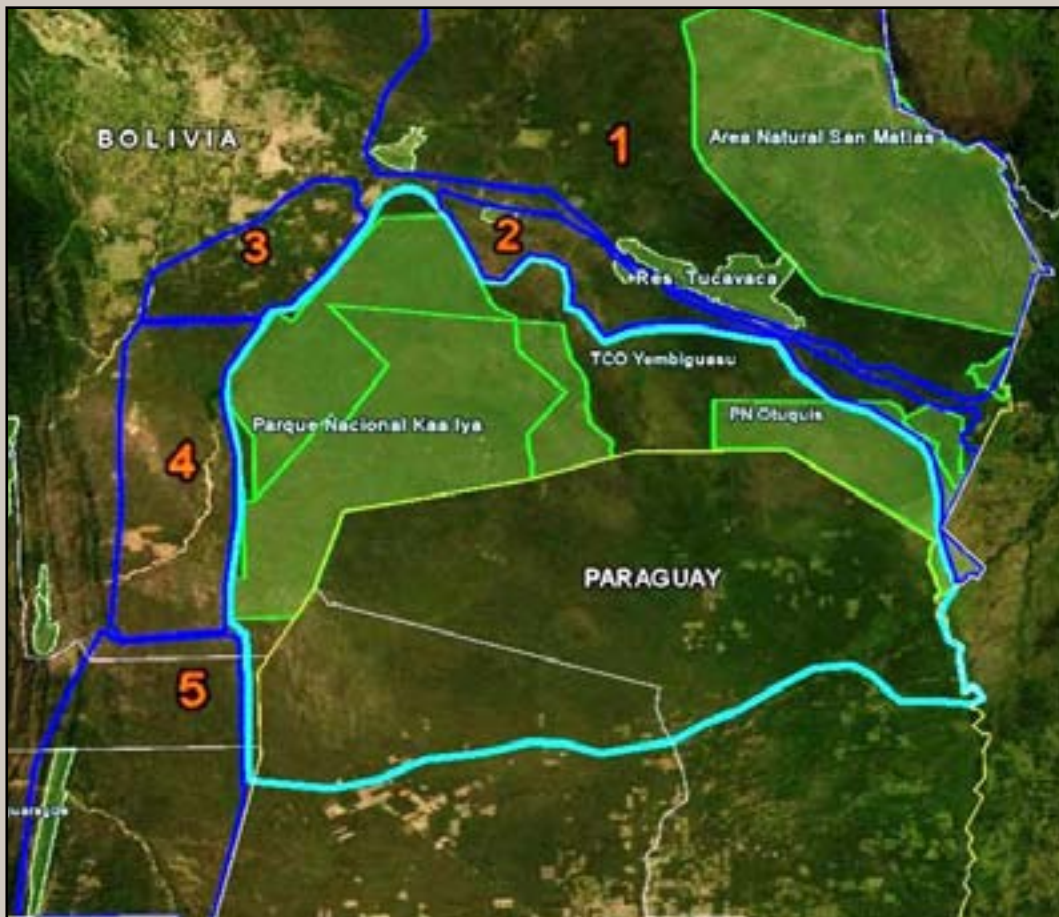 1
Area Natural San Matias
BOLIVIA
2
3
Res. Tucavaca
TCO Yembiguasu
PN Otuquis
Parque Nacional Kaa Iya
4
PARAGUAY
5